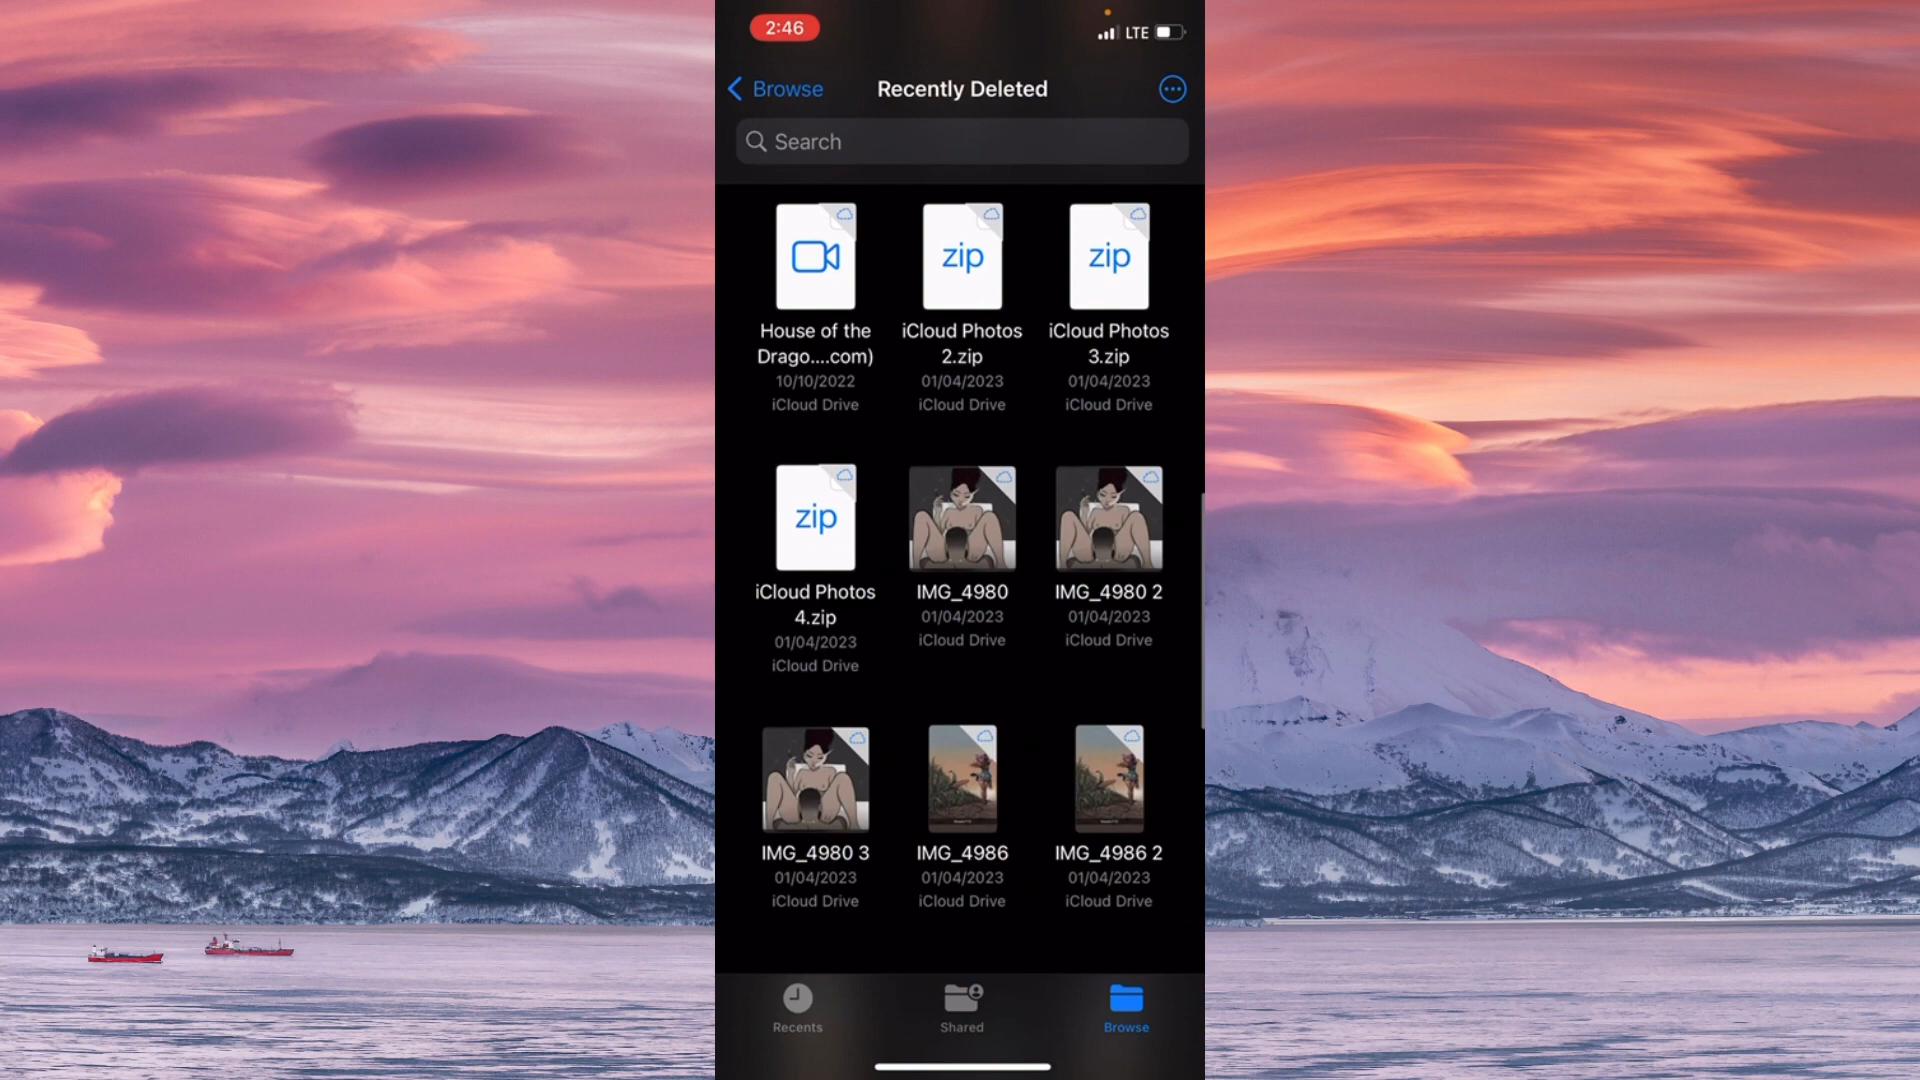 2:46
LTE
Browse
Recently Deleted
Search
zip
zip
House of the
Drago....com)
10/10/2022
iCloud Drive
iCloud Photos
2.zip
01/04/2023
iCloud Drive
iCloud Photos
3.zip
01/04/2023
iCloud Drive
zip
iCloud Photos
4.zip
01/04/2023
iCloud Drive
IMG_4980
01/04/2023
iCloud Drive
IMG_4980 2
01/04/2023
iCloud Drive
IMG_4980 3
01/04/2023
iCloud Drive
IMG_4986
01/04/2023
iCloud Drive
IMG_4986 2
01/04/2023
iCloud Drive
Recents
Shared
Browse